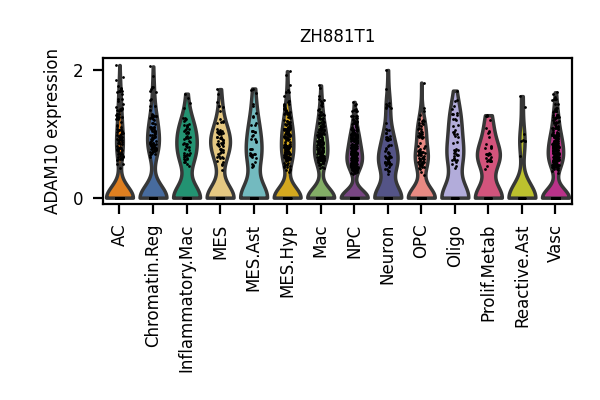 ZH881T1
ADAM10 expression
2
0
AC
Chromatin.Reg
Inflammatory.Mac
MES
MES.Ast
MES.Hyp
Mac
NPC
Neuron
OPC
Oligo
Prolif.Metab
Reactive.Ast
Vasc